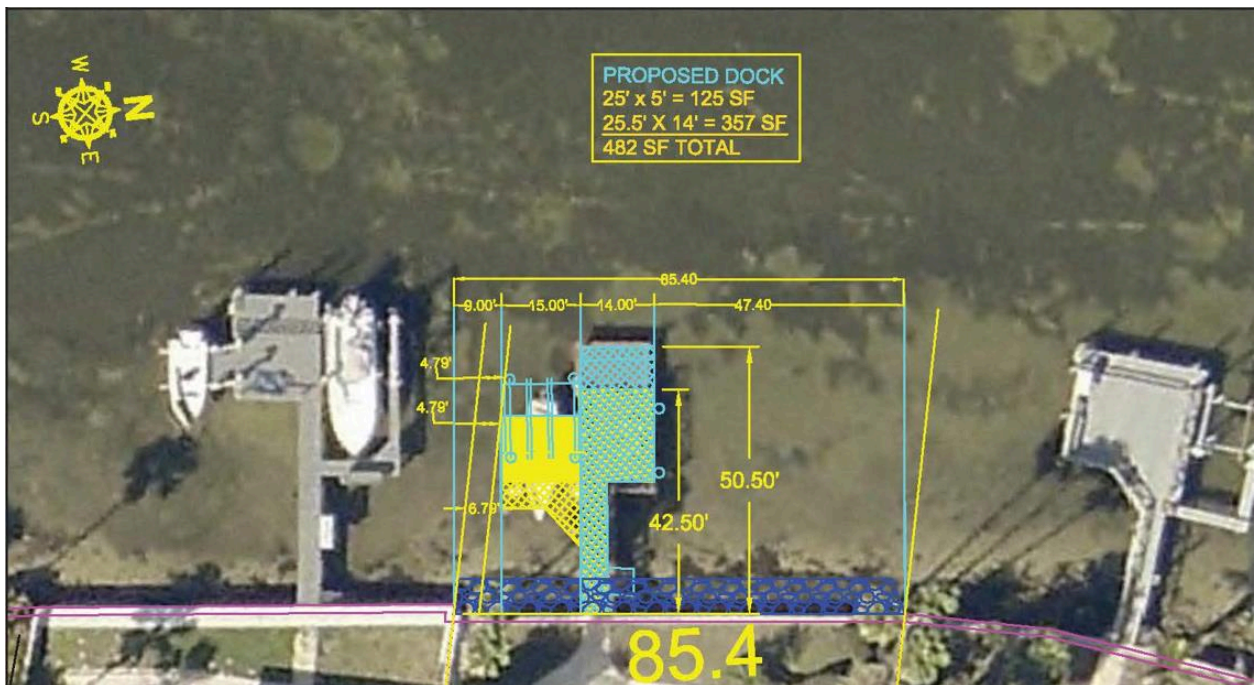 W
N
S
E
PROPOSED DOCK
25' x 5' = 125 SF
25.5' X 14' = 357 SF
482 SF TOTAL
85.40
9.00'
15.00'
14.00'
47.40
4.79'
4.79'
50.50'
6.79'
42.50'
85.4